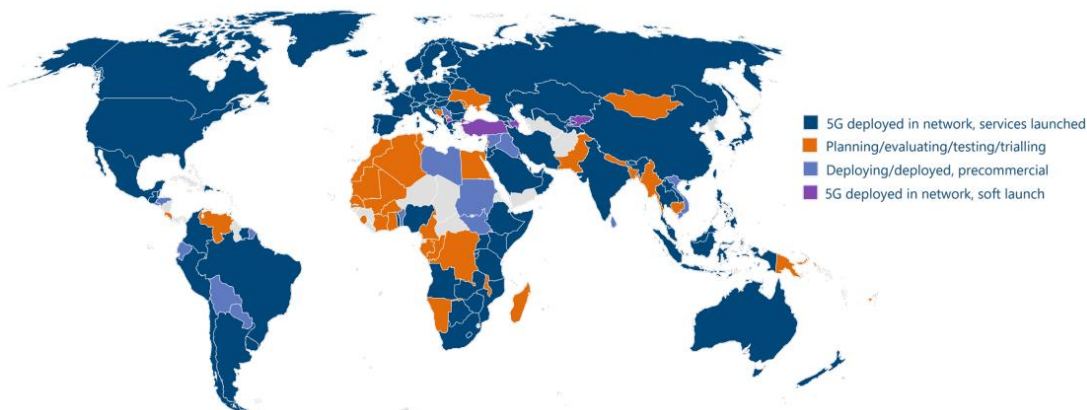 5G deployed in network, services launched
Planning/evaluating/testing/trialling
Deploying/deployed, precommercial
5G deployed in network, soft launch